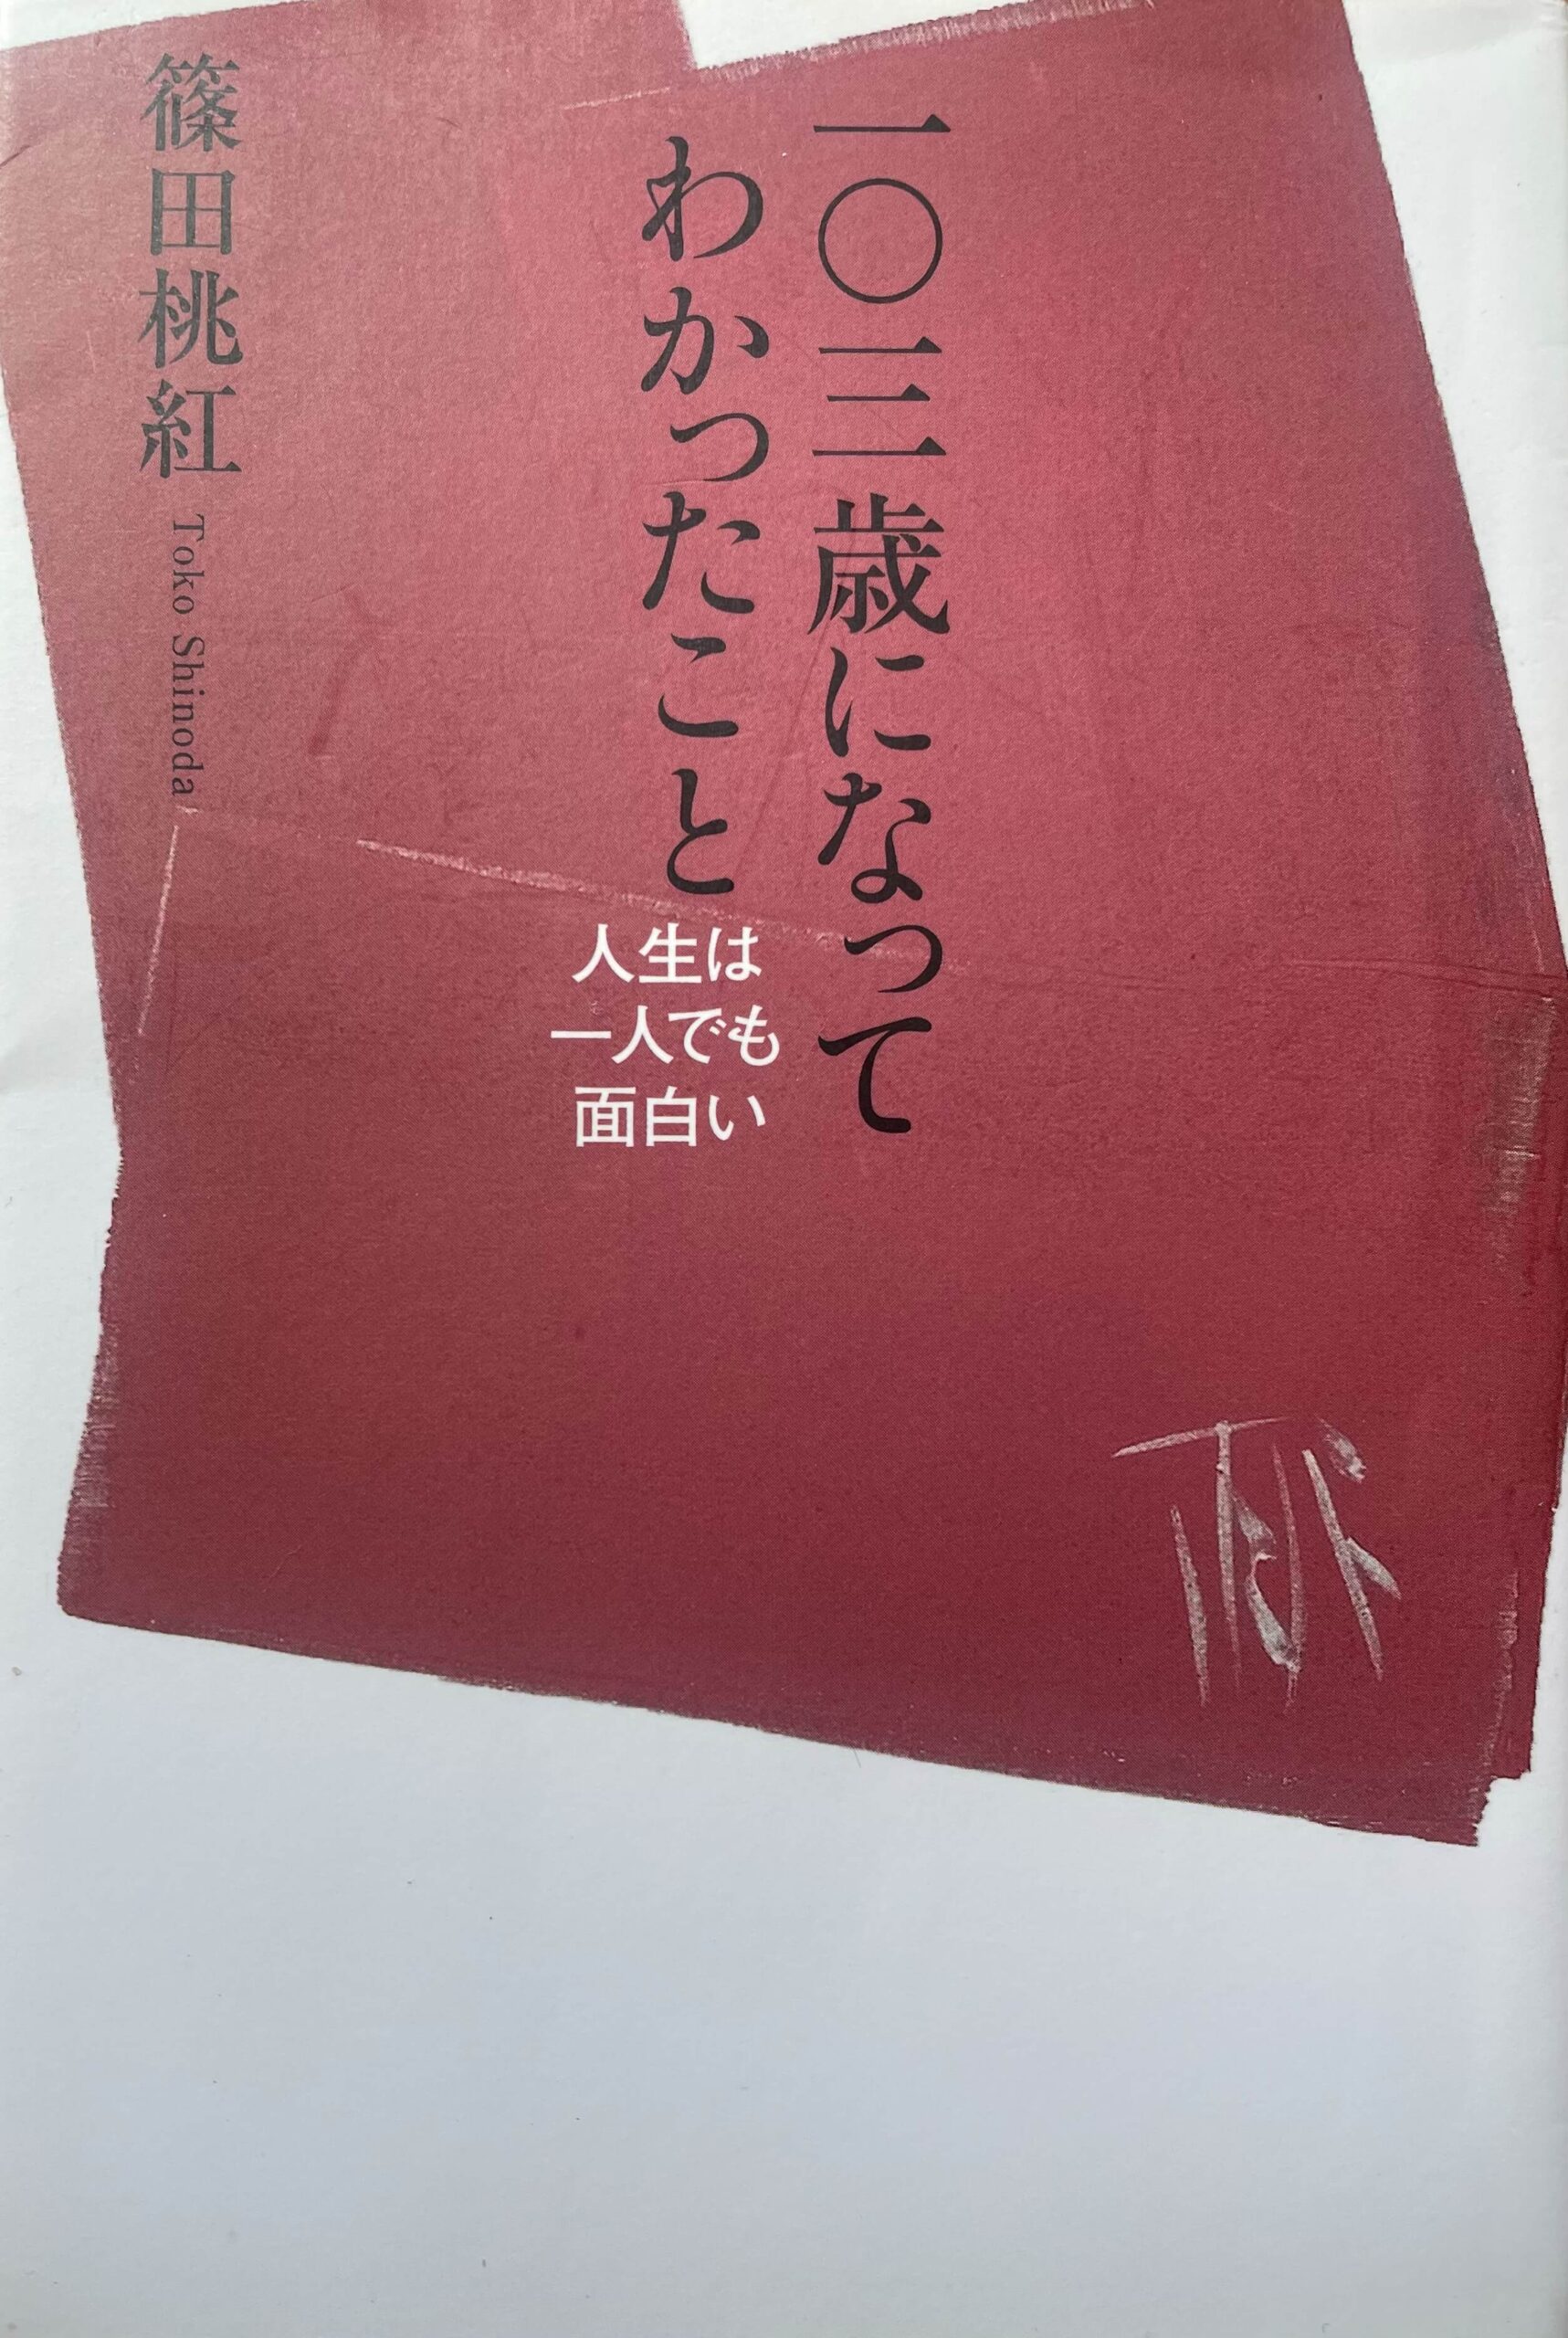 一〇三歳になって
わかったこと
人生は
一人でも
面白い
篠田桃紅 Toko Shinoda